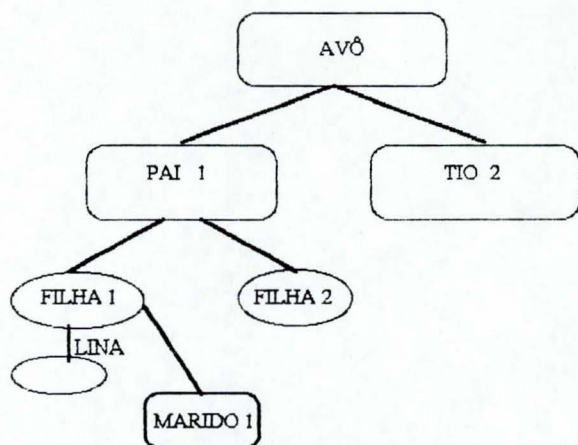 AVÔ
PAI 1
TIO 2
FILHA 1
FILHA 2
LINA
MARIDO 1